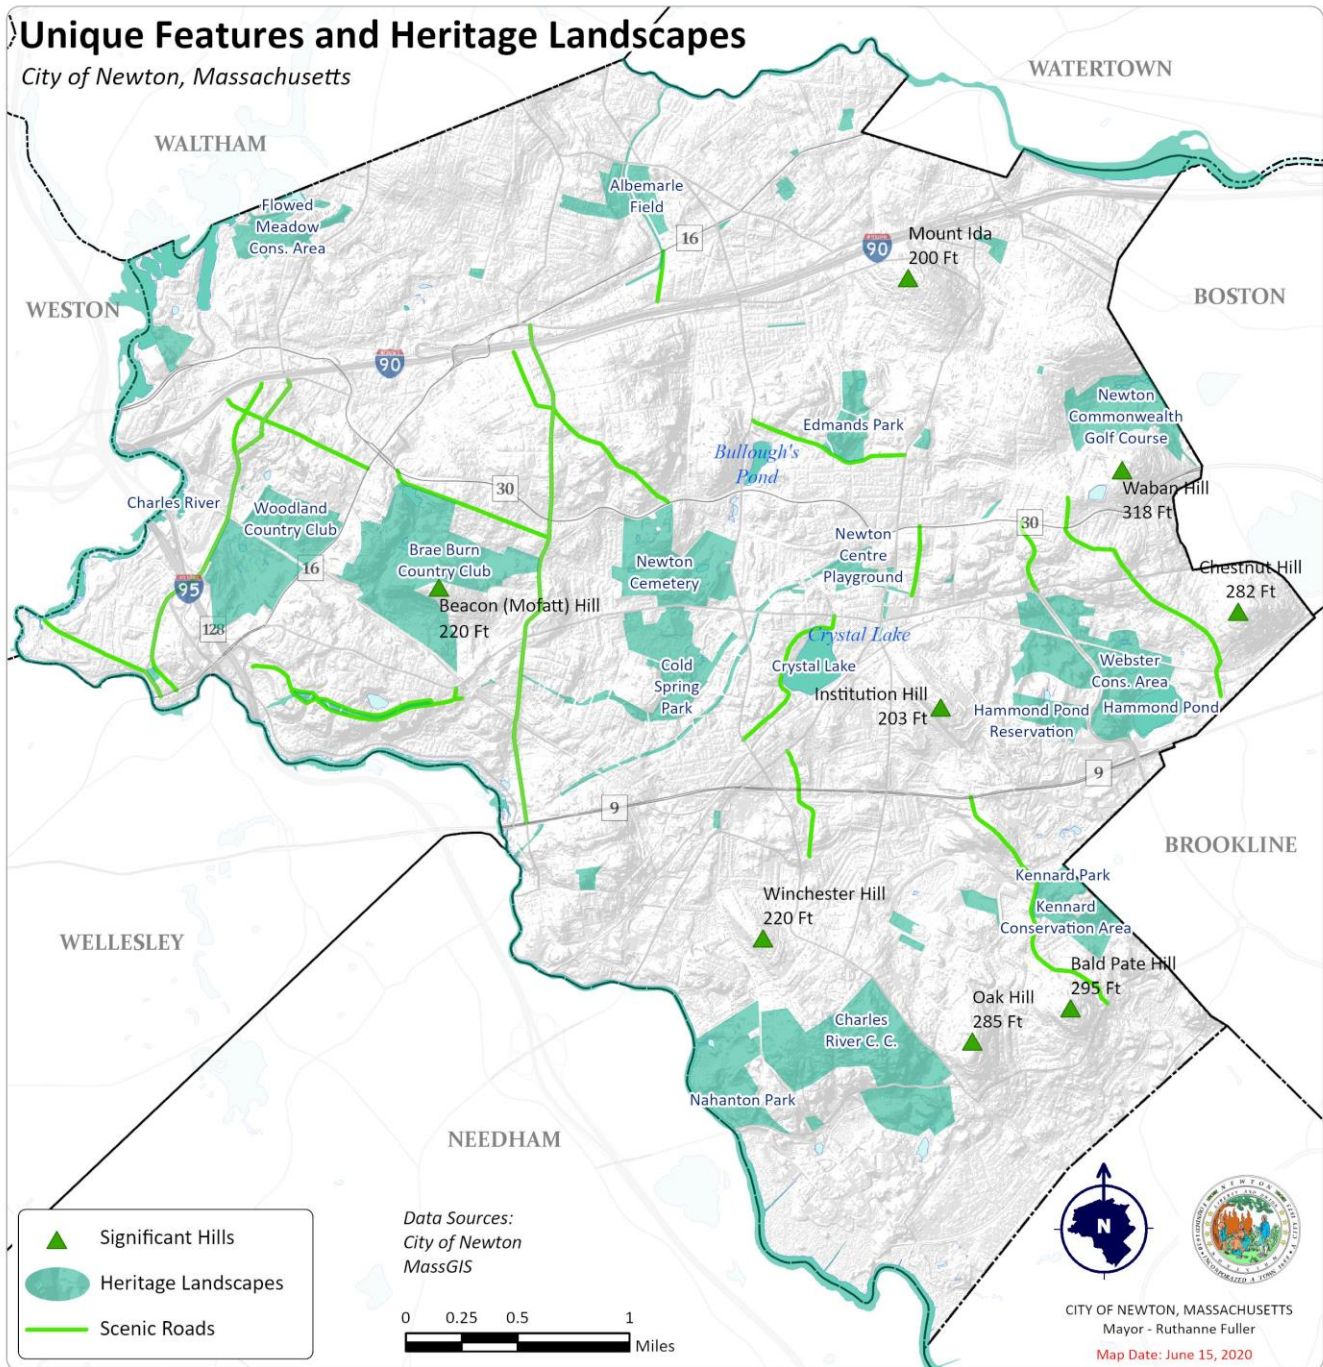 Unique Features and Heritage Landscapes
City of Newton, Massachusetts
WATERTOWN
WALTHAM
Albemarle
Field
Flowed
Meadow
Cons. Area
16
90
Mount Ida
200 Ft
WESTON
BOSTON
90
Newton
Commonwealth
Golf Course
Edmands Park
Bullough's
Pond
Charles River
Woodland
Country Club
30
Waban Hill
318 Ft
30
Brae Burn
Country Club
Newton
Cemetery
Newton
Centre
Playground
16
95
Chestnut Hill
282 Ft
Beacon (Mofatt) Hill
220 Ft
128
Crystal Lake
Crystal Lake
Cold
Spring
Park
Webster
Cons. Area
Institution Hill
203 Ft
Hammond Pond
Reservation
Hammond Pond
9
9
BROOKLINE
Kennard Park
Kennard
Conservation Area
Winchester Hill
220 Ft
WELLESLEY
Bald Pate Hill
295 Ft
Oak Hill
285 Ft
Charles
River C. C.
Nahanton Park
NEEDHAM
Significant Hills
Heritage Landscapes
Scenic Roads
Data Sources:
City of Newton
MassGIS
0 0.25 0.5 1
Miles
N
CITY OF NEWTON, MASSACHUSETTS
Mayor - Ruthanne Fuller
Map Date: June 15, 2020